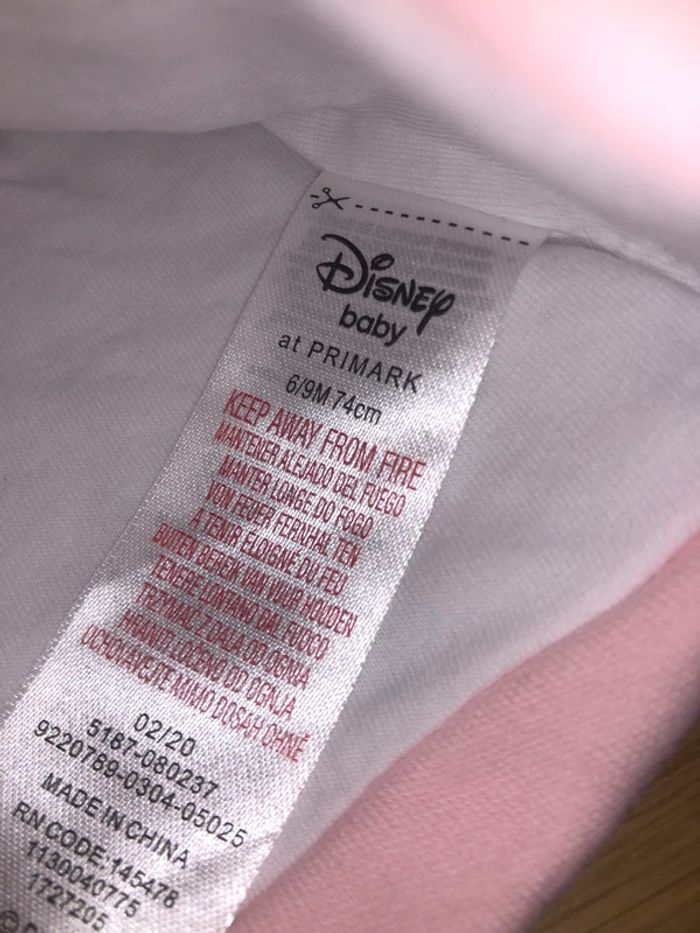 Disney
baby
at PRIMARK
6/9M 74cm
KEEP AWAY FROM FIRE
MANTENER ALEJADO DEL FUEGO
MANTER LONGE DO FOGO
VON FEUER FERNHALTEN
À TENIR ÉLOIGNÉ DU FEU
BUITEN BEREIK VAN VUUR HOUDEN
TENERE LONTANO DAL FUOCO
TRZYMAĆ Z DALA OD OGNIA
HRANITI LOČENO OD OGNJA
UCHOVÁVEJTE MIMO DOSAH OHNĚ
02/20
5187-080237
9220789-0304-05025
MADE IN CHINA
RN CODE:145478
1130040775
1727205